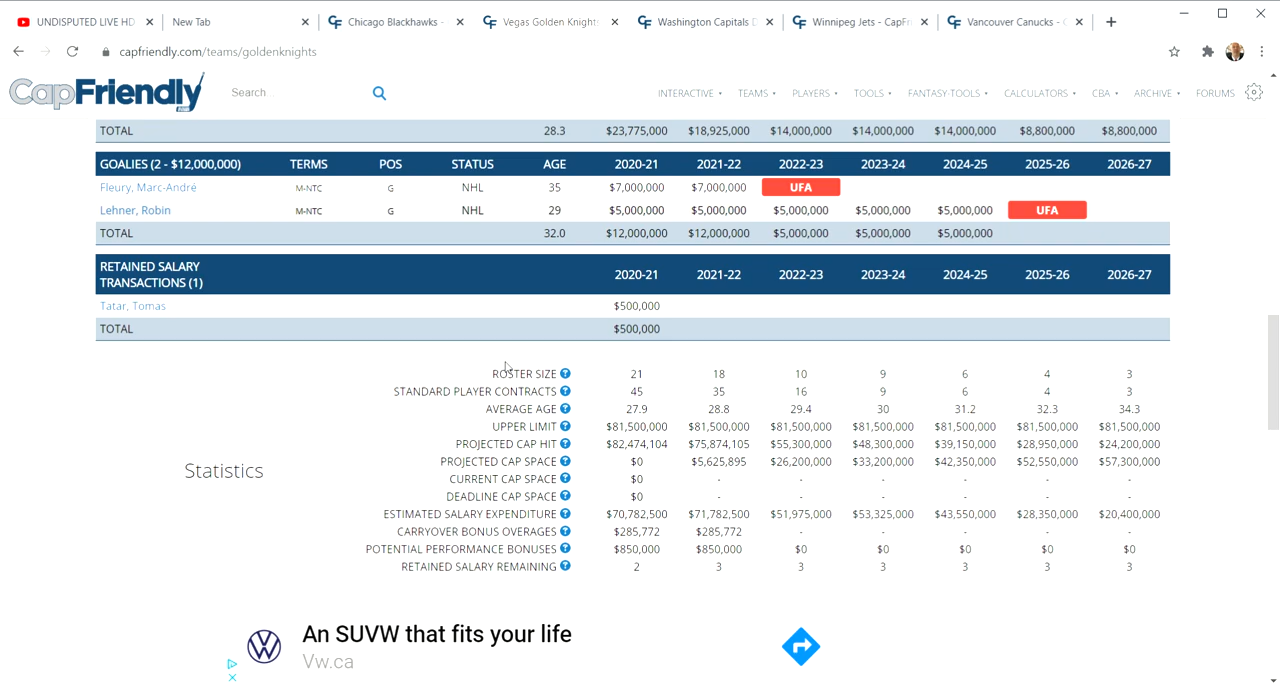 UNDISPUTED LIVE HD
New Tab
Chicago Blackhawks -
Vegas Golden Knights
Washington Capitals D
Winnipeg Jets - CapFri
Vancouver Canucks - C
capfriendly.com/teams/goldenknights
CapFriendly
Search
INTERACTIVE TEAMS PLAYERS TOOLS FANTASY-TOOLS CALCULATORS CBA ARCHIVE FORUMS
TOTAL 28.3 $23,775,000 $18,925,000 $14,000,000 $14,000,000 $14,000,000 $8,800,000 $8,800,000
GOALIES (2 - $12,000,000) TERMS POS STATUS AGE 2020-21 2021-22 2022-23 2023-24 2024-25 2025-26 2026-27
Fleury, Marc-André M-NTC G NHL 35 $7,000,000 $7,000,000 UFA
Lehner, Robin M-NTC G NHL 29 $5,000,000 $5,000,000 $5,000,000 $5,000,000 $5,000,000 UFA
TOTAL 32.0 $12,000,000 $12,000,000 $5,000,000 $5,000,000 $5,000,000
RETAINED SALARY
TRANSACTIONS (1) 2020-21 2021-22 2022-23 2023-24 2024-25 2025-26 2026-27
Tatar, Tomas $500,000
TOTAL $500,000
ROSTER SIZE 21 18 10 9 6 4 3
STANDARD PLAYER CONTRACTS 45 35 16 9 6 4 3
AVERAGE AGE 27.9 28.8 29.4 30 31.2 32.3 34.3
UPPER LIMIT $81,500,000 $81,500,000 $81,500,000 $81,500,000 $81,500,000 $81,500,000 $81,500,000
PROJECTED CAP HIT $82,474,104 $75,874,105 $55,300,000 $48,300,000 $39,150,000 $28,950,000 $24,200,000
PROJECTED CAP SPACE $0 $5,625,895 $26,200,000 $33,200,000 $42,350,000 $52,550,000 $57,300,000
Statistics
CURRENT CAP SPACE $0 - - - - - -
DEADLINE CAP SPACE $0 - - - - - -
ESTIMATED SALARY EXPENDITURE $70,782,500 $71,782,500 $51,975,000 $53,325,000 $43,550,000 $28,350,000 $20,400,000
CARRYOVER BONUS OVERAGES $285,772 $285,772 - - - - -
POTENTIAL PERFORMANCE BONUSES $850,000 $850,000 $0 $0 $0 $0 $0
RETAINED SALARY REMAINING 2 3 3 3 3 3 3
An SUVW that fits your life
Vw.ca